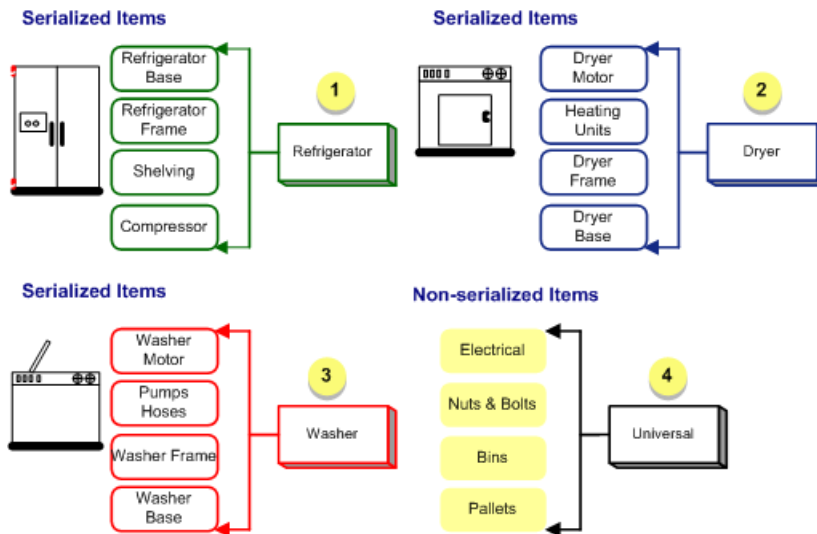 Serialized Items
Refrigerator
Base
Refrigerator
Frame
Shelving
Compressor
1
Refrigerator
Serialized Items
Dryer
Motor
Heating
Units
Dryer
Frame
Dryer
Base
2
Dryer
Serialized Items
Washer
Motor
Pumps
Hoses
Washer Frame
Washer
Base
3
Washer
Non-serialized Items
Electrical
Nuts & Bolts
Bins
Pallets
4
Universal